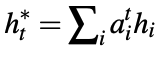 h_t^* = \sum_i a_i^t h_i